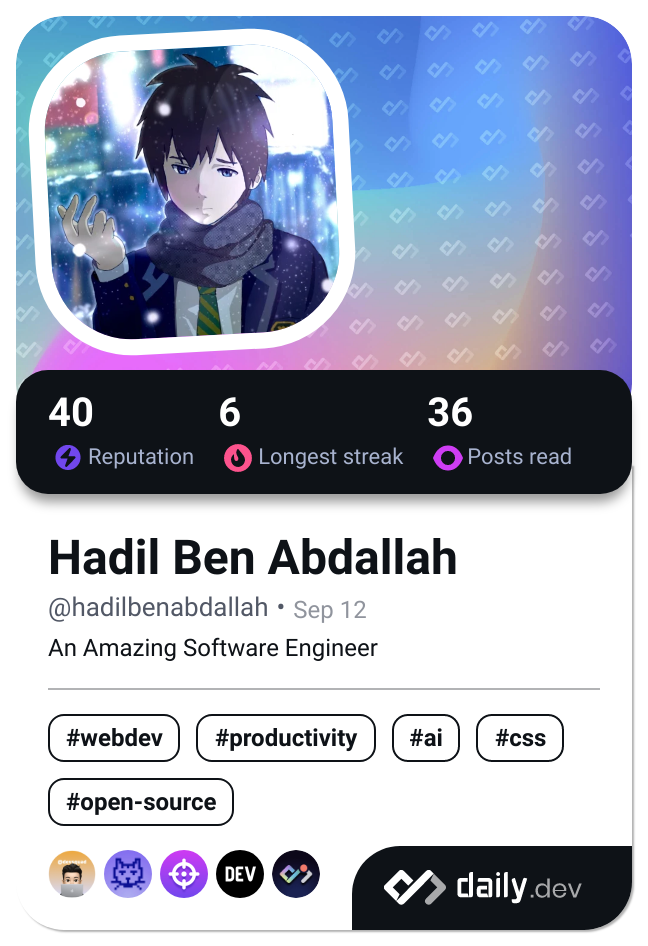 40 6 36
Reputation Longest streak Posts read
Hadil Ben Abdallah
@hadilbenabdallah • Sep 12
An Amazing Software Engineer
#webdev #productivity #ai #css
#open-source
DEV
daily.dev